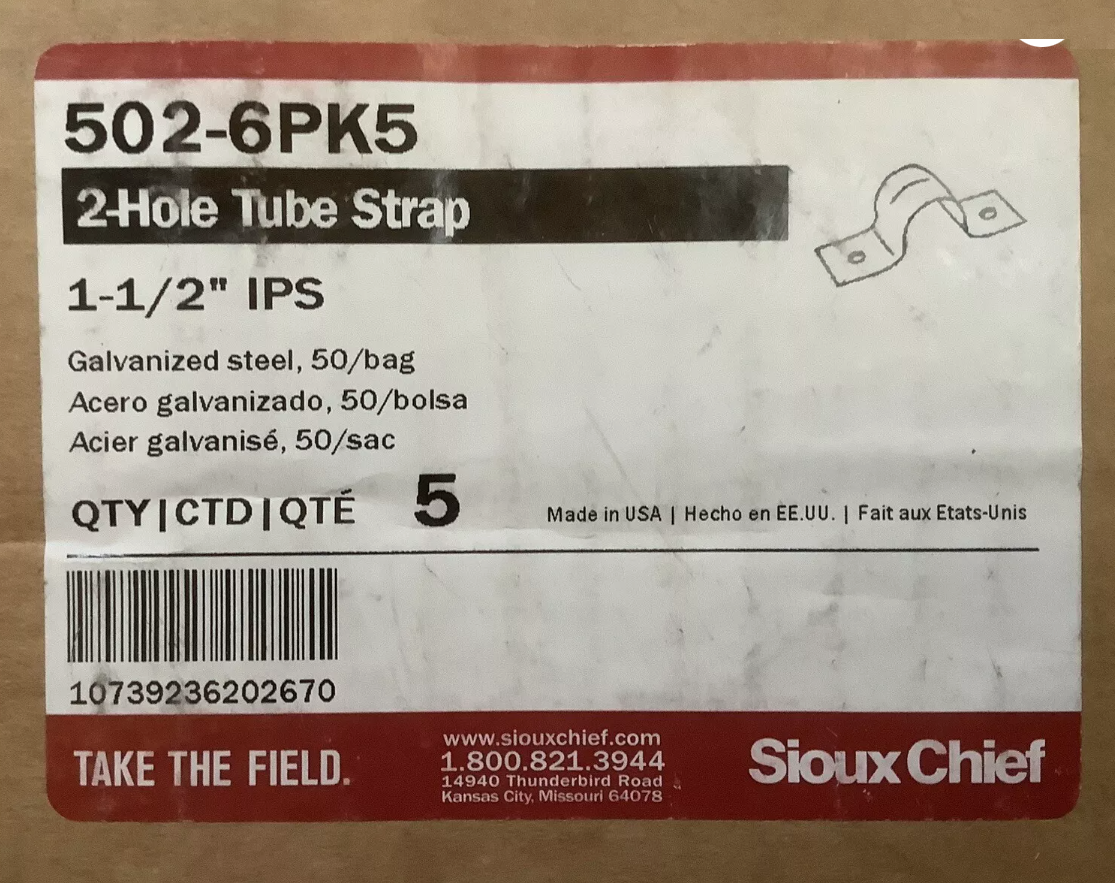 502-6PK5
2-Hole Tube Strap
1-1/2" IPS
Galvanized steel, 50/bag
Acero galvanizado, 50/bolsa
Acier galvanisé, 50/sac
QTY|CTD|QTÉ 5
Made in USA | Hecho en EE.UU. | Fait aux Etats-Unis
10739236202670
TAKE THE FIELD.
www.siouxchief.com
1.800.821.3944
14940 Thunderbird Road
Kansas City, Missouri 64078
Sioux Chief